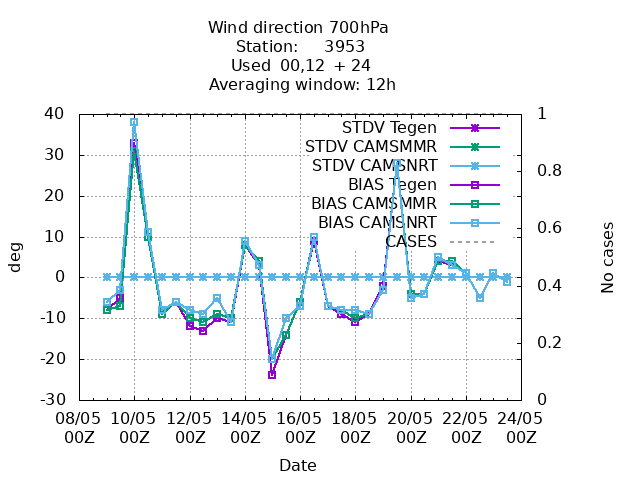 Wind direction 700hPa
Station: 3953
Used 00,12 + 24
Averaging window: 12h
40 1
STDV Tegen
30
STDV CAMSMMR
STDV CAMSNRT
0.8
20
BIAS Tegen
BIAS CAMSMMR
BIAS CAMSNRT
10 0.6
CASES
deg
No cases
0
0.4
-10
0.2
-20
-30 0
08/05 10/05 12/05 14/05 16/05 18/05 20/05 22/05 24/05
00Z 00Z 00Z 00Z 00Z 00Z 00Z 00Z 00Z
Date